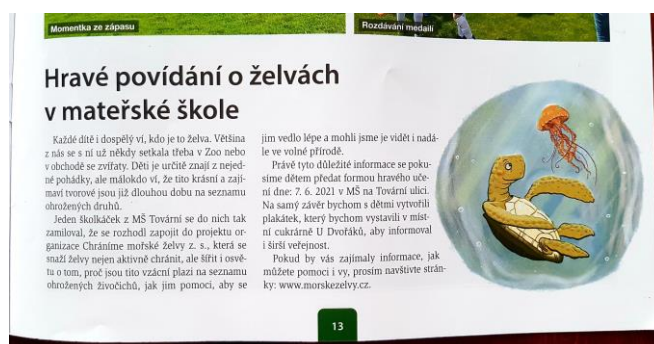 Momentka ze zápasu
Rozdávání medailí
Hravé povídání o želvách
v mateřské škole
Každé dítě i dospělý ví, kdo je to želva. Většina
z nás se s ní už někdy setkala třeba v Zoo nebo
v obchodě se zvířaty. Děti je určitě znají z nejed-
né pohádky, ale málokdo ví, že tito krásní a zají-
maví tvorové jsou již dlouhou dobu na seznamu
ohrožených druhů.
Jeden školkáček z MŠ Tovární se do nich tak
zamiloval, že se rozhodl zapojit do projektu or-
ganizace Chráníme mořské želvy z. s., která se
snaží želvy nejen aktivně chránit, ale šířit i osvě-
tu o tom, proč jsou tito vzácní plazi na seznamu
ohrožených živočichů, jak jim pomoci, aby se
jim vedlo lépe a mohli jsme je vidět i nadá-
le ve volné přírodě.
Právě tyto důležité informace se poku-
síme dětem předat formou hravého uče-
ní dne: 7. 6. 2021 v MŠ na Tovární ulici.
Na samý závěr bychom s dětmi vytvořili
plakátek, který bychom vystavili v míst-
ní cukrárně U Dvořáků, aby informoval
i širší veřejnost.
Pokud by vás zajímaly informace, jak
můžete pomoci i vy, prosím navštivte strán-
ky: www.morskezelvy.cz.
13